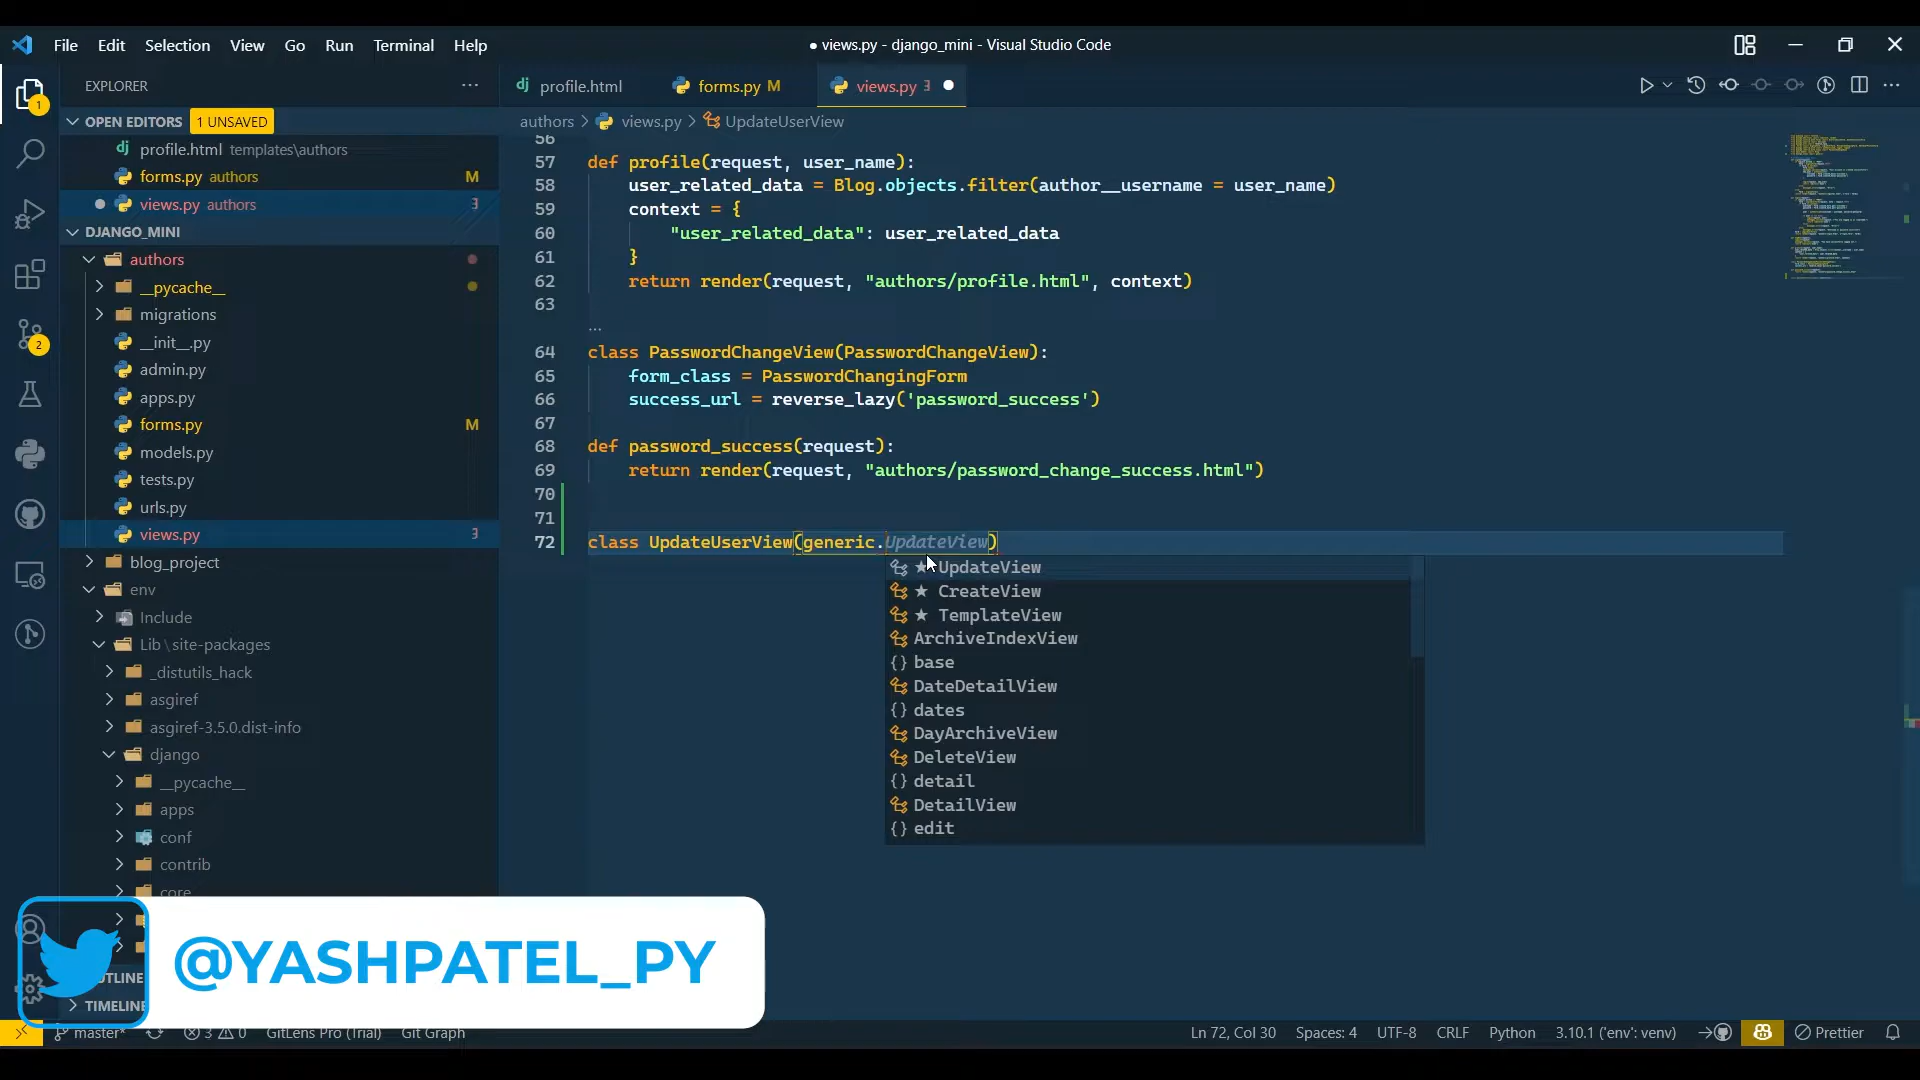 File Edit Selection View Go Run Terminal Help
● views.py - django_mini - Visual Studio Code
EXPLORER
OPEN EDITORS 1 UNSAVED
profile.html templates\authors
forms.py authors M
views.py authors 3
DJANGO_MINI
authors
__pycache__
migrations
__init__.py
admin.py
apps.py
forms.py M
models.py
tests.py
urls.py
views.py 3
blog_project
env
Include
Lib\site-packages
_distutils_hack
asgiref
asgiref-3.5.0.dist-info
django
__pycache__
apps
conf
contrib
core
TIMELINE
1
2
profile.html forms.py M views.py 3
authors > views.py > UpdateUserView
56
57 def profile(request, user_name):
58 user_related_data = Blog.objects.filter(author__username = user_name)
59 context = {
60 "user_related_data": user_related_data
61 }
62 return render(request, "authors/profile.html", context)
63
...
64 class PasswordChangeView(PasswordChangeView):
65 form_class = PasswordChangingForm
66 success_url = reverse_lazy('password_success')
67
68 def password_success(request):
69 return render(request, "authors/password_change_success.html")
70
71
72 class UpdateUserView(generic.UpdateView)
★ UpdateView
★ CreateView
★ TemplateView
ArchiveIndexView
{} base
DateDetailView
{} dates
DayArchiveView
DeleteView
{} detail
DetailView
{} edit
@YASHPATEL_PY
master* 3 0 GitLens Pro (Trial) Git Graph
Ln 72, Col 30 Spaces: 4 UTF-8 CRLF Python 3.10.1 ('env': venv) Prettier